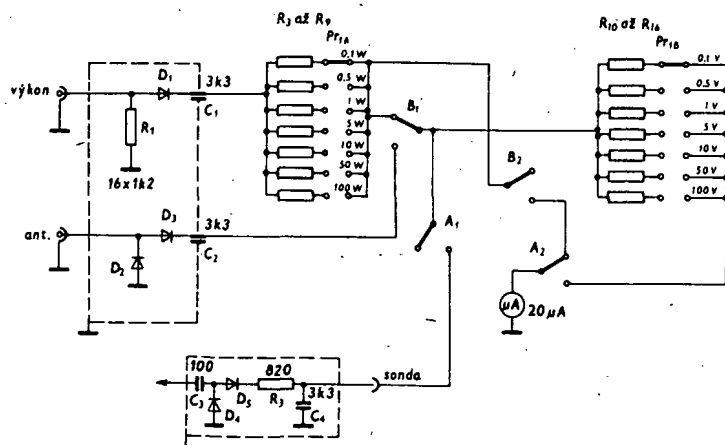 R3 až R9
R10 až R16
Pr1A
Pr1B
výkon
D1
3k3
C1
R1
16x1k2
0,1 W
0,5 W
1 W
5 W
10 W
50 W
100 W
B1
B2
0,1 V
0,5 V
1 V
5 V
10 V
50 V
100 V
ant.
D3
3k3
C2
D2
A1
A2
µA
20 µA
100
820
sonda
C3
D5
R3
3k3
D4
C4